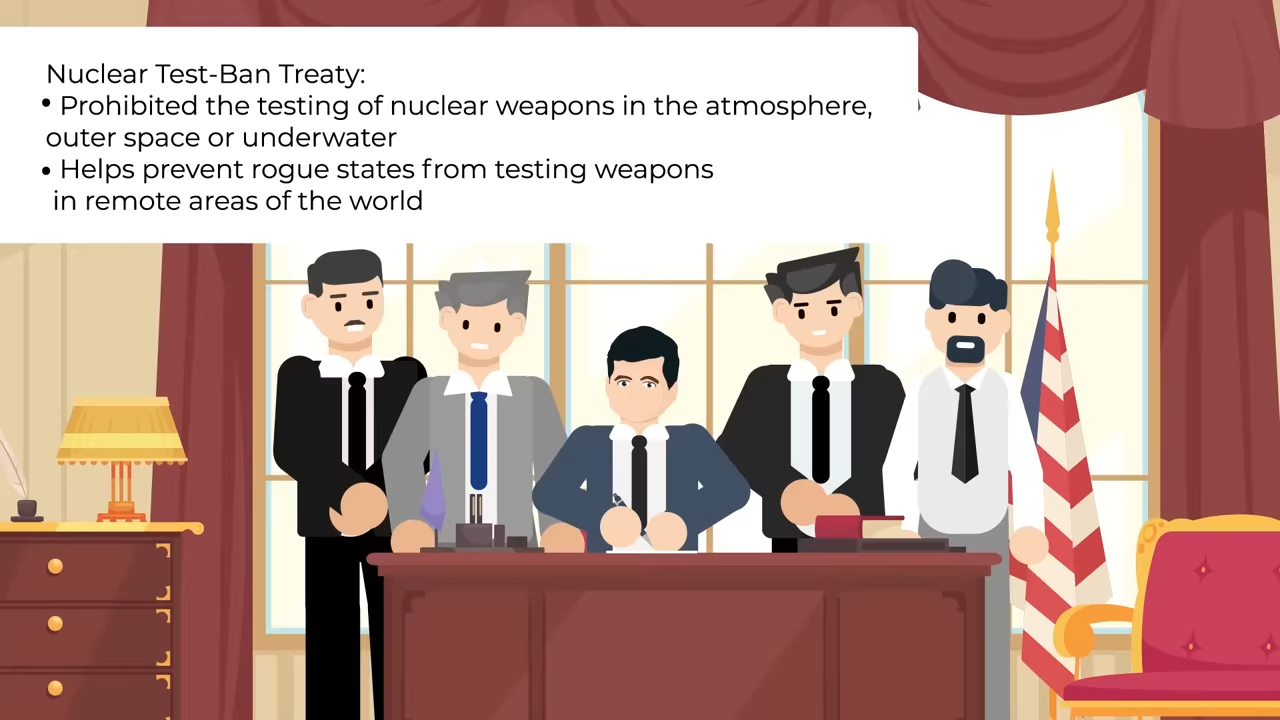 Nuclear Test-Ban Treaty:
• Prohibited the testing of nuclear weapons in the atmosphere,
outer space or underwater
• Helps prevent rogue states from testing weapons
in remote areas of the world